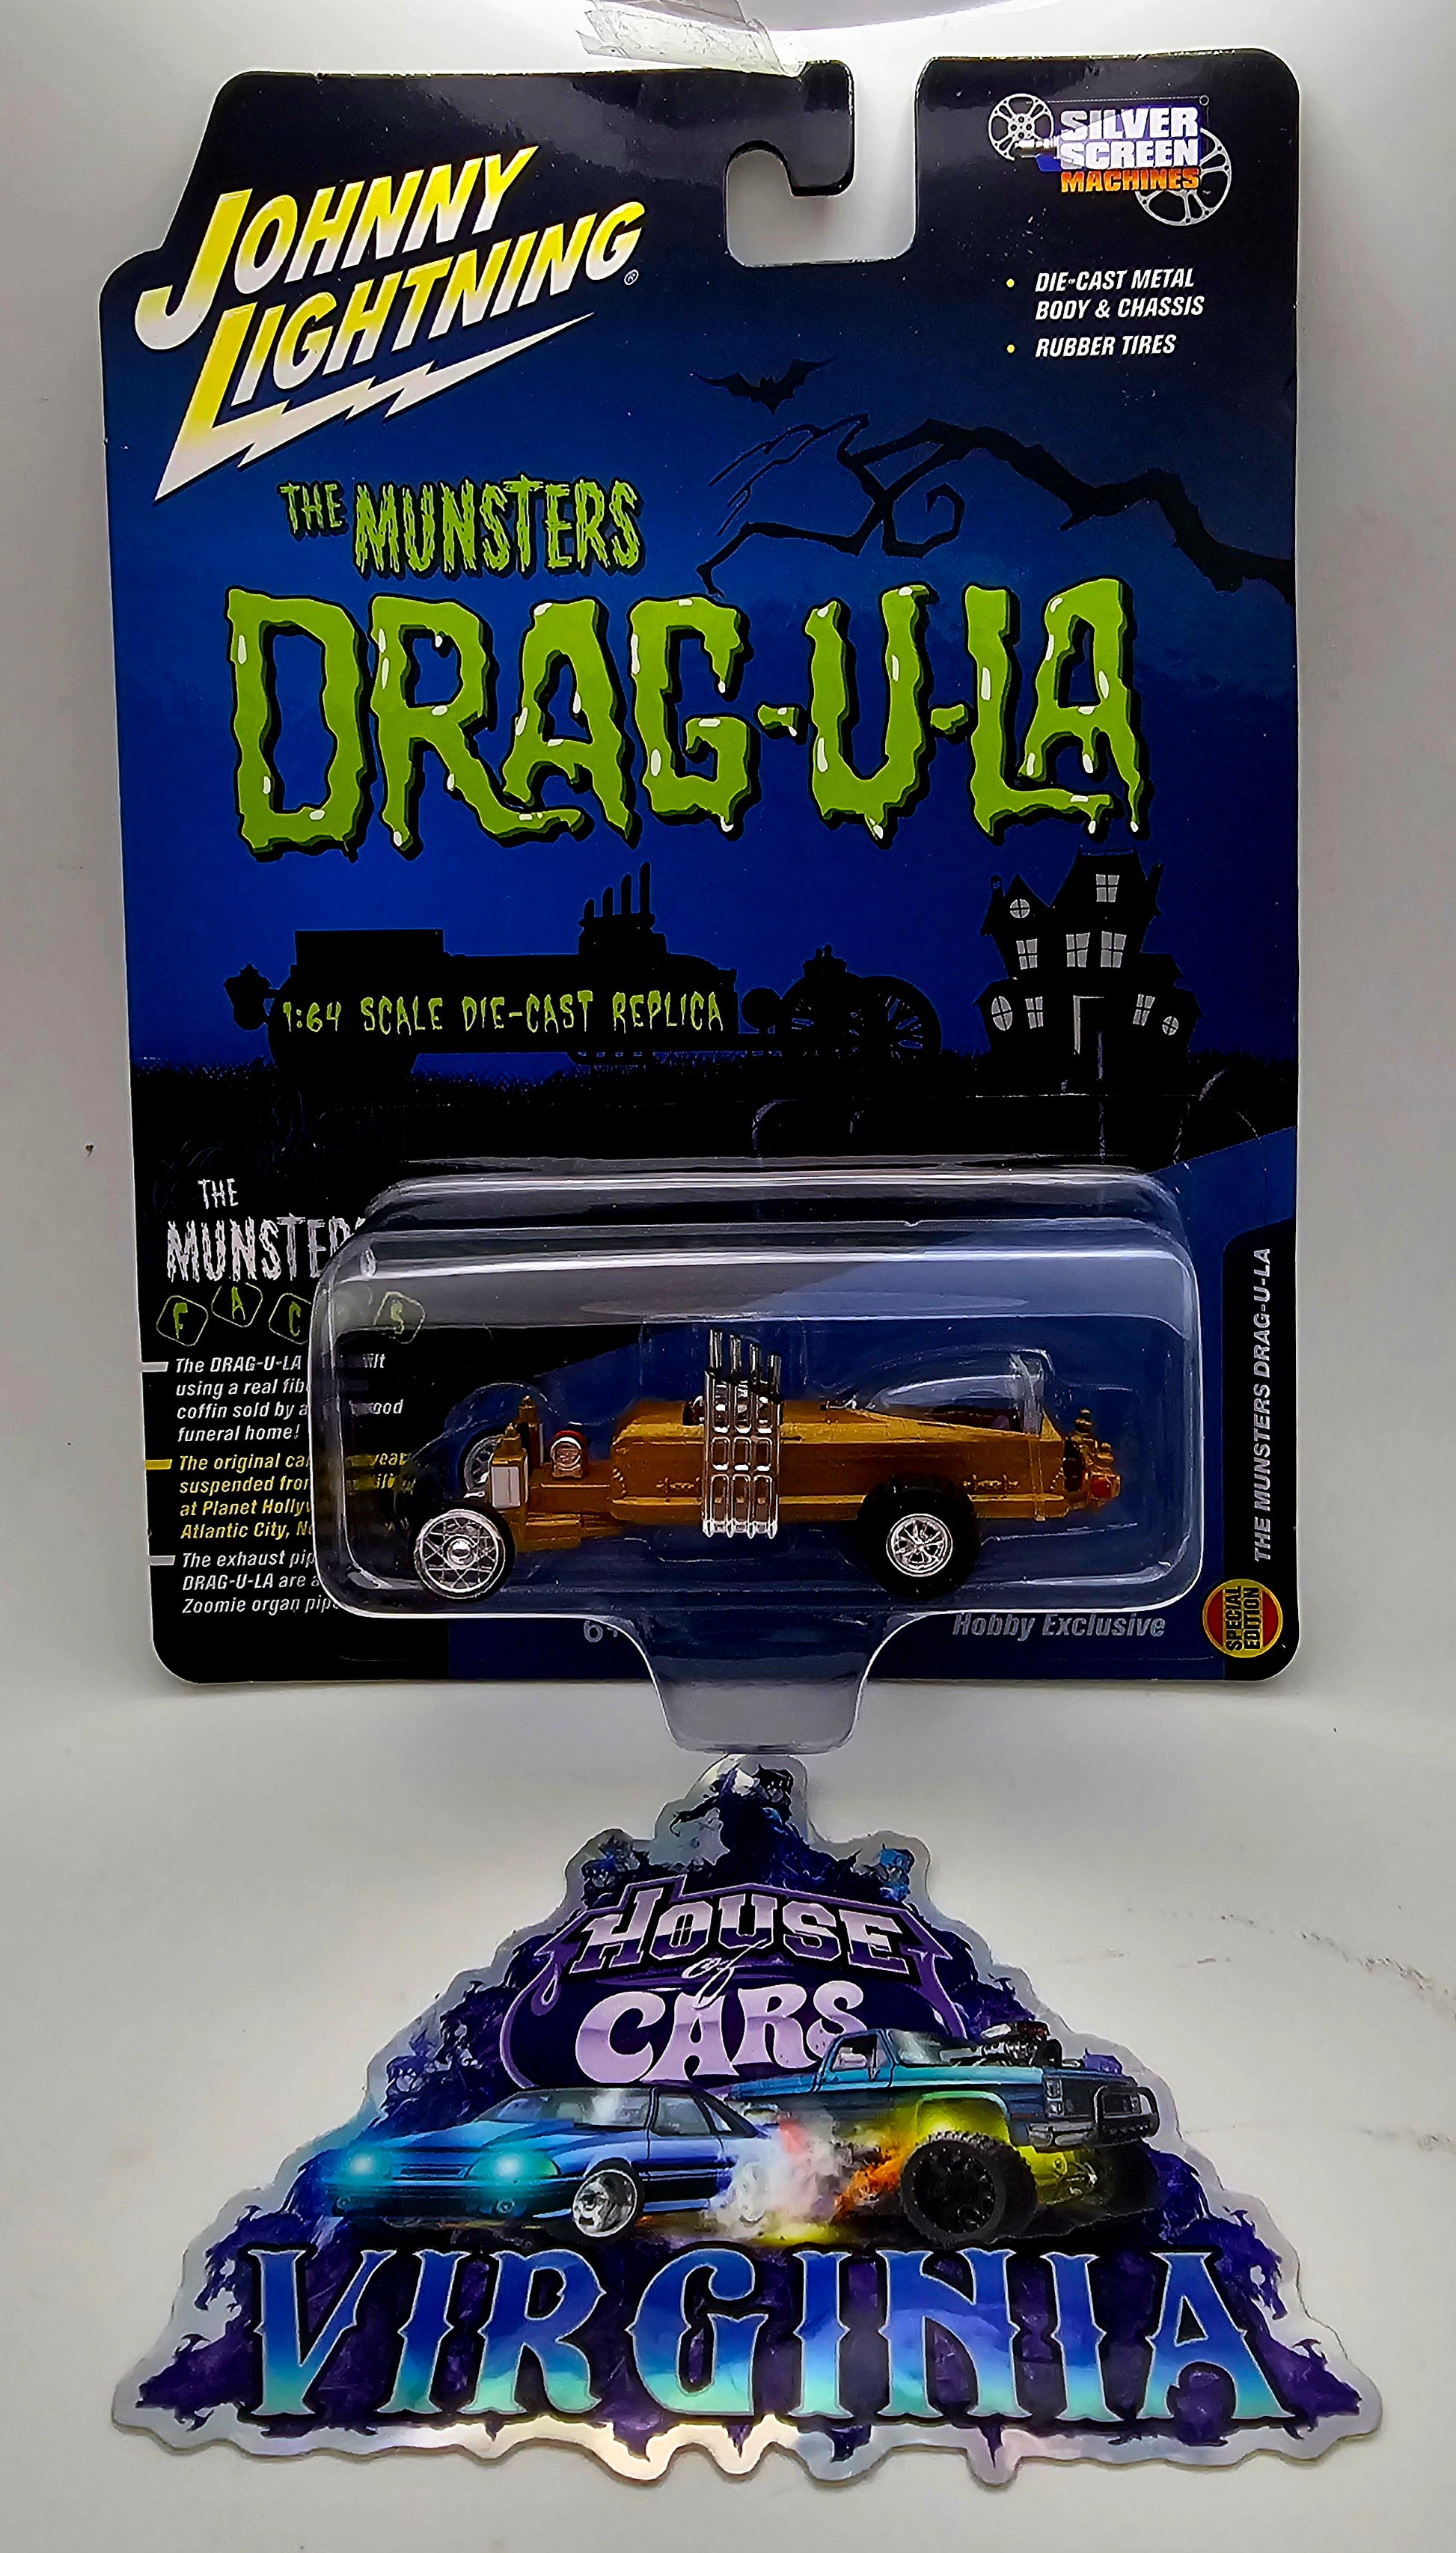 JOHNNY
LIGHTNING®
SILVER
SCREEN
MACHINES
• DIE-CAST METAL
BODY & CHASSIS
• RUBBER TIRES
THE MUNSTERS
DRAG-U-LA
1:64 SCALE DIE-CAST REPLICA
THE
MUNSTERS
FACTS
The DRAG-U-LA
using a real
coffin sold by a
funeral home!
The original
suspended
at Planet
Atlantic City,
The exhaust
DRAG-U-LA are
Zoomie organ
Hobby Exclusive
THE MUNSTERS DRAG-U-LA
SPECIAL
EDITION
HOUSE
of
CARS
VIRGINIA